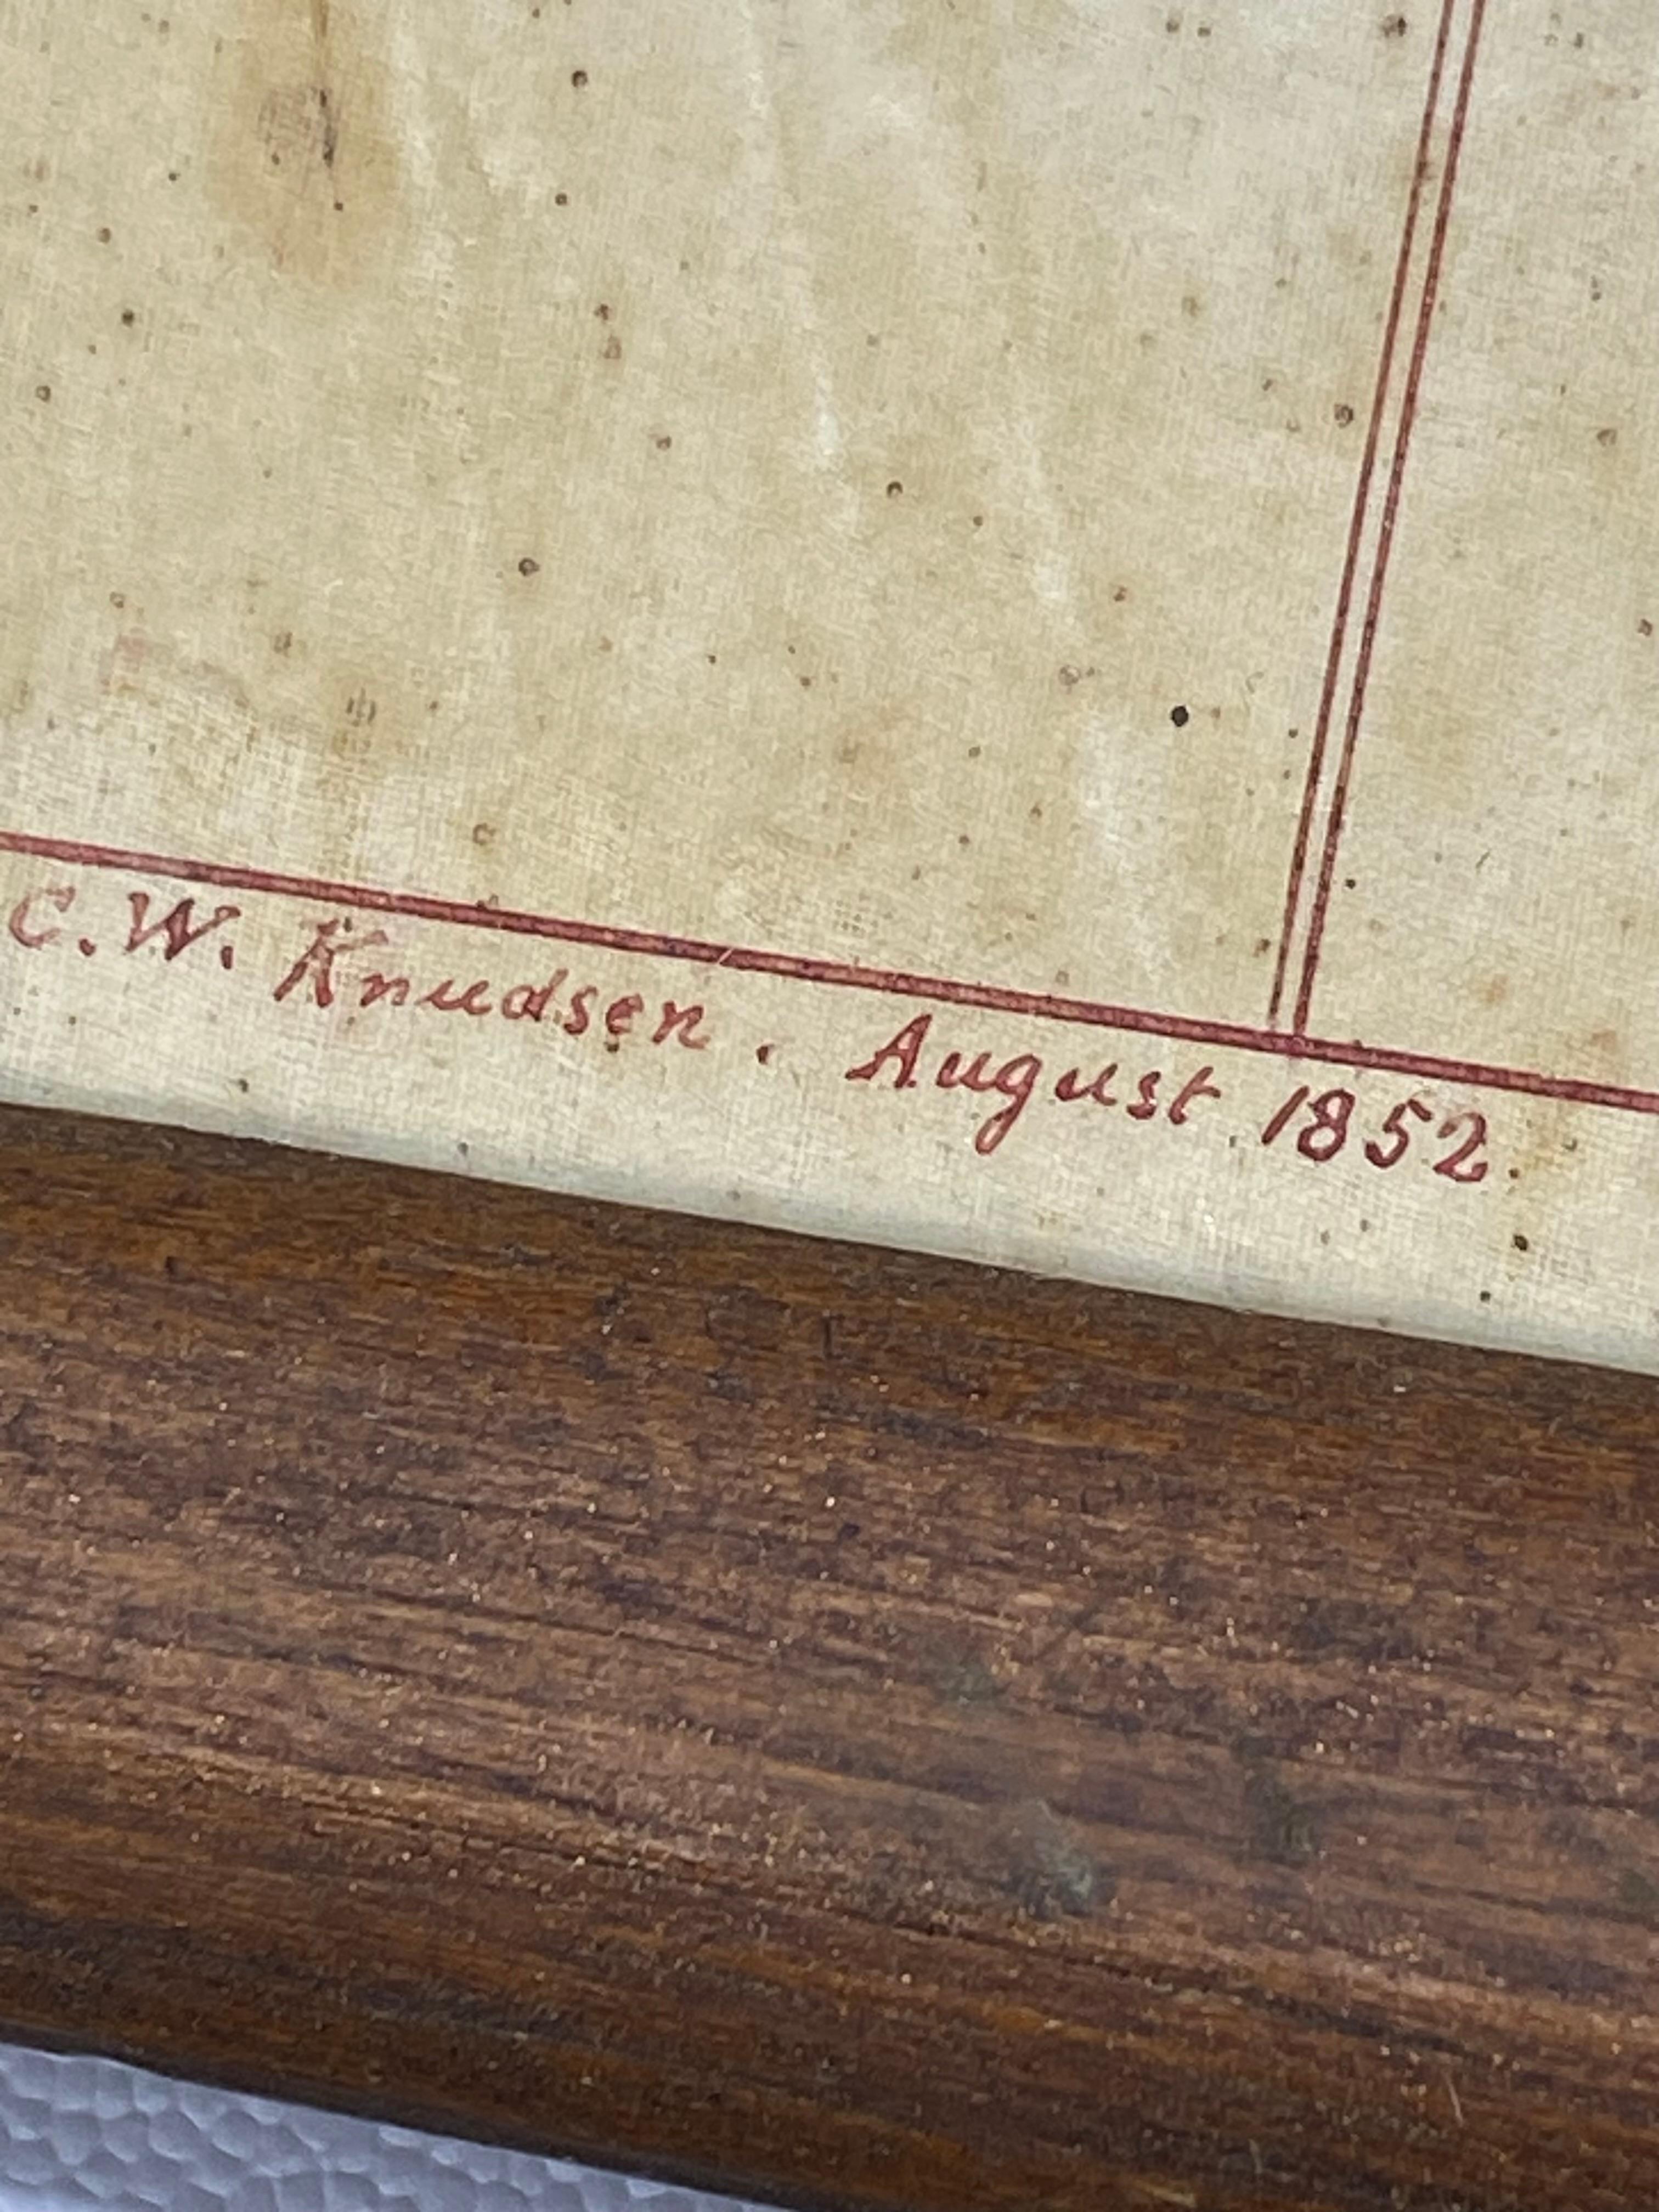 C.W. Knudsen. August 1852.